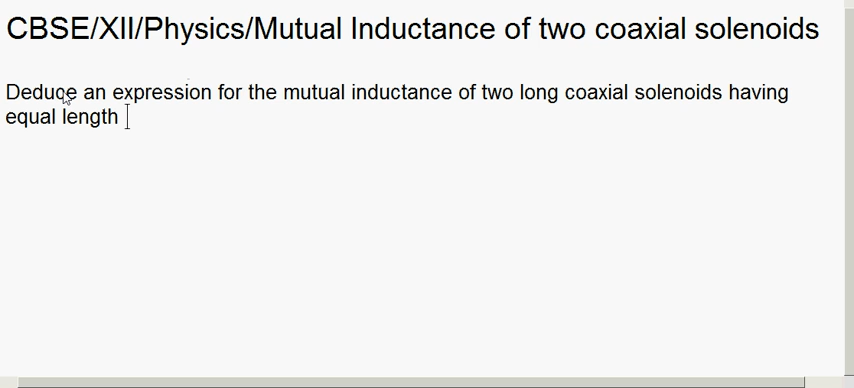 CBSE/XII/Physics/Mutual Inductance of two coaxial solenoids
Deduce an expression for the mutual inductance of two long coaxial solenoids having
equal length